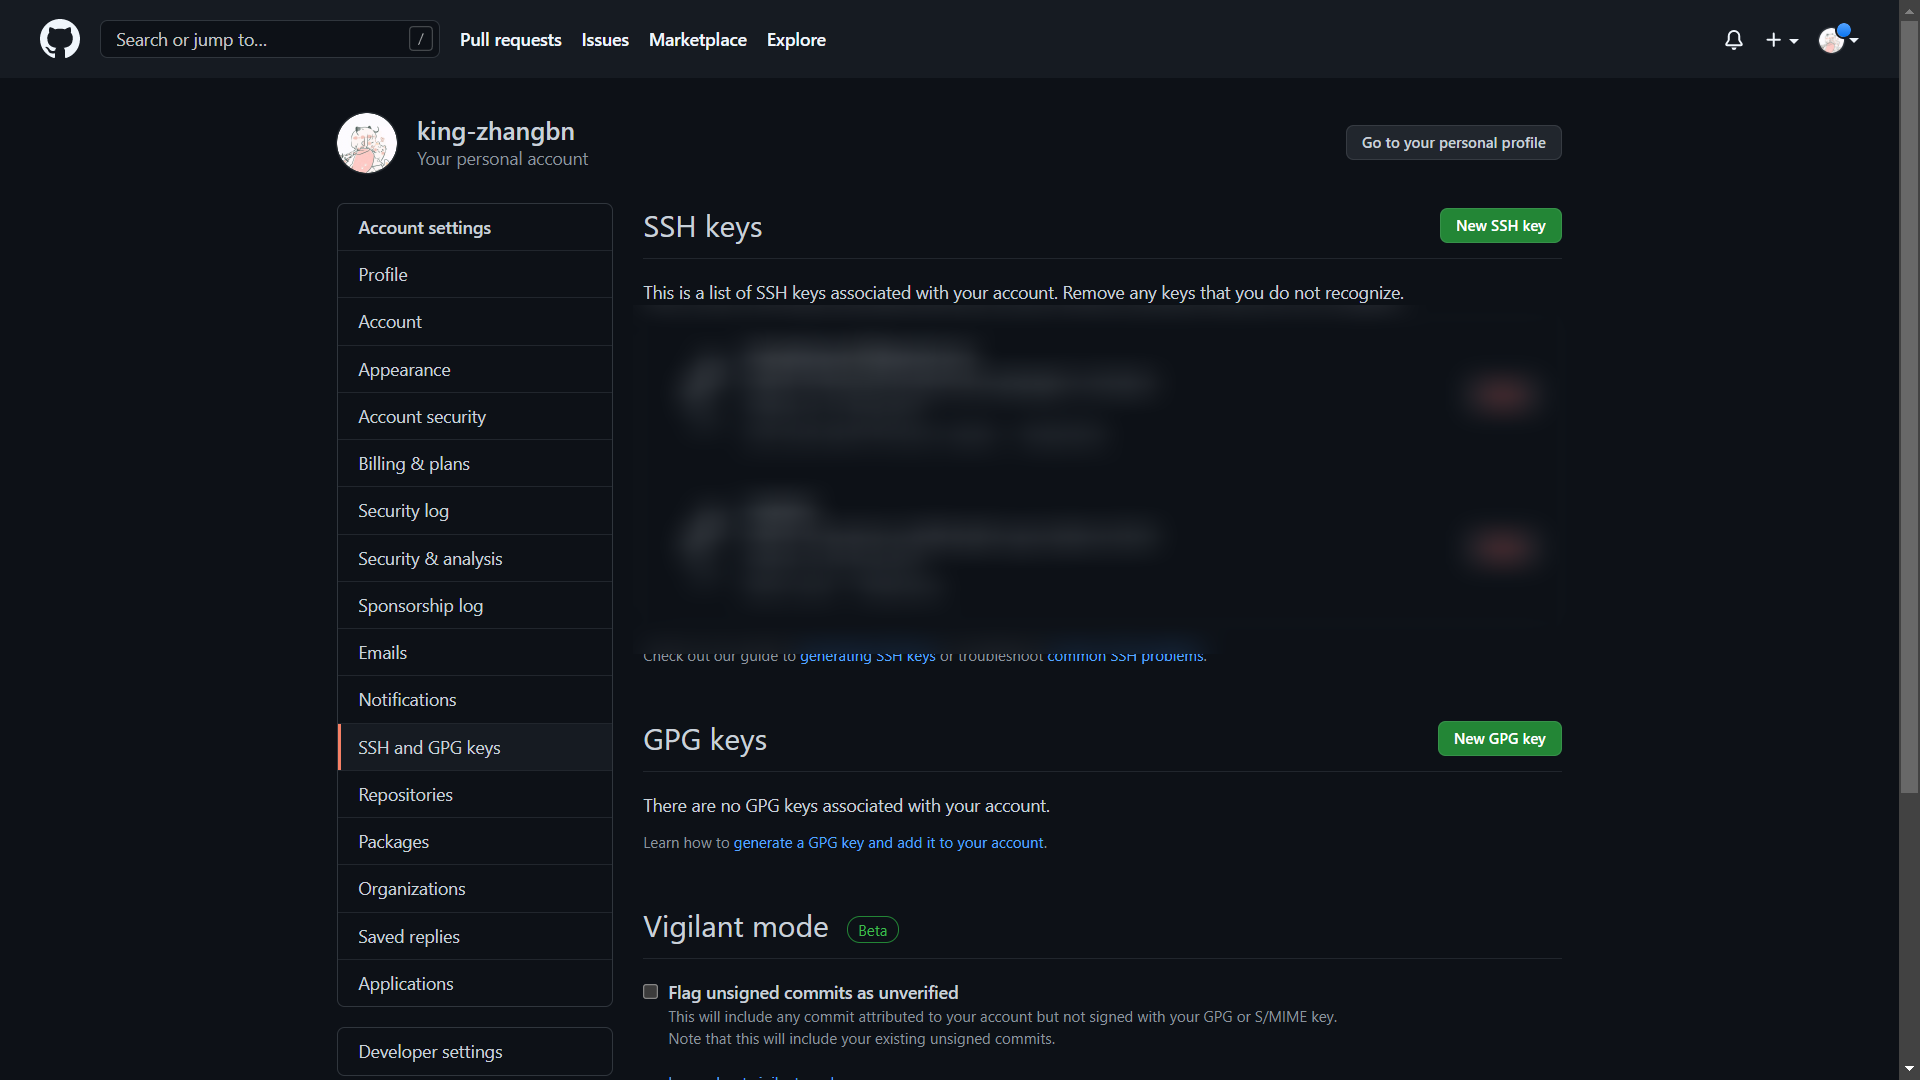 Search or jump to...
/
Pull requests
Issues
Marketplace
Explore
king-zhangbn
Your personal account
Go to your personal profile
Account settings
Profile
Account
Appearance
Account security
Billing & plans
Security log
Security & analysis
Sponsorship log
Emails
Notifications
SSH and GPG keys
Repositories
Packages
Organizations
Saved replies
Applications
Developer settings
SSH keys
New SSH key
This is a list of SSH keys associated with your account. Remove any keys that you do not recognize.
Check out our guide to generating SSH keys or troubleshoot common SSH problems.
GPG keys
New GPG key
There are no GPG keys associated with your account.
Learn how to generate a GPG key and add it to your account.
Vigilant mode
Beta
Flag unsigned commits as unverified
This will include any commit attributed to your account but not signed with your GPG or S/MIME key.
Note that this will include your existing unsigned commits.